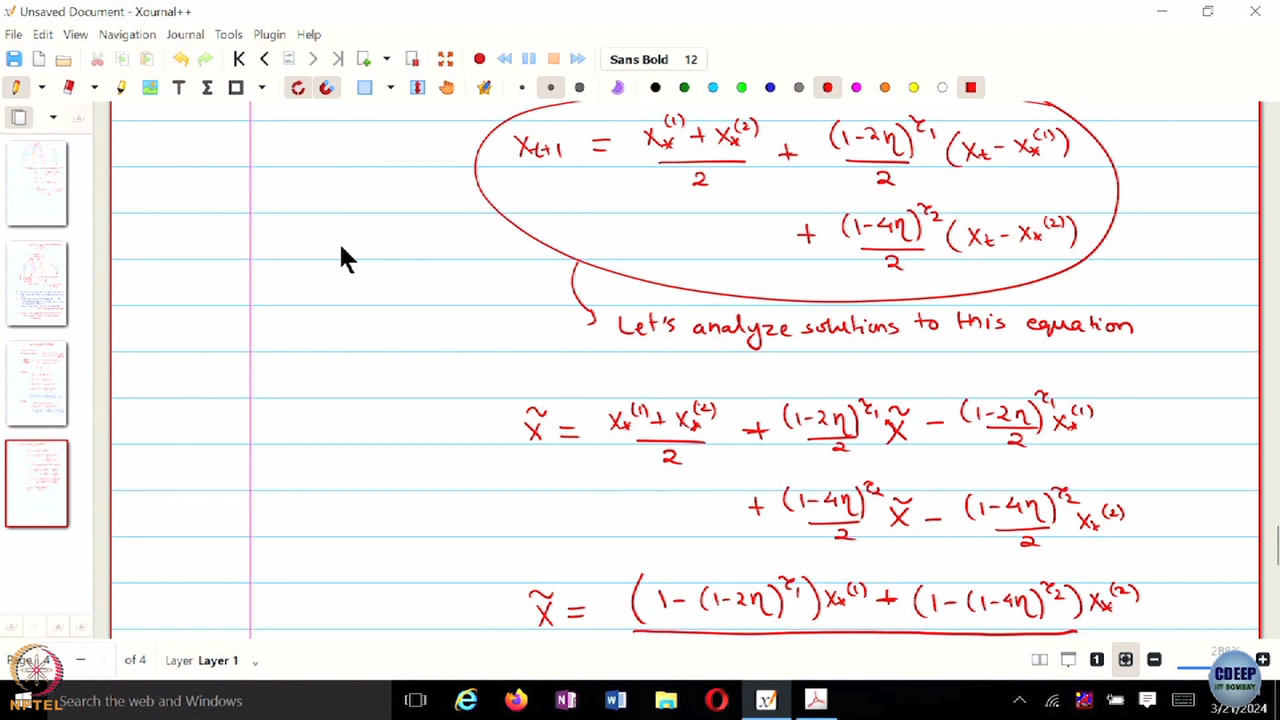 Unsaved Document - Xournal++
File Edit View Navigation Journal Tools Plugin Help
Sans Bold 12
x_{t+1} = (x_*^{(1)} + x_*^{(2)})/2 + (1-2η)^{τ_1}/2 (x_t - x_*^{(1)})
+ (1-4η)^{τ_2}/2 (x_t - x_*^{(2)})
Let's analyze solutions to this equation
x̃ = (x_*^{(1)} + x_*^{(2)})/2 + (1-2η)^{τ_1}/2 x̃ - (1-2η)^{τ_1}/2 x_*^{(1)}
+ (1-4η)^{τ_2}/2 x̃ - (1-4η)^{τ_2}/2 x_*^{(2)}
x̃ = (1-(1-2η)^{τ_1}) x_*^{(1)} + (1-(1-4η)^{τ_2}) x_*^{(2)}
4 of 4 Layer Layer 1
288%
Search the web and Windows
NPTEL
CDEEP
IIT BOMBAY
3/21/2024